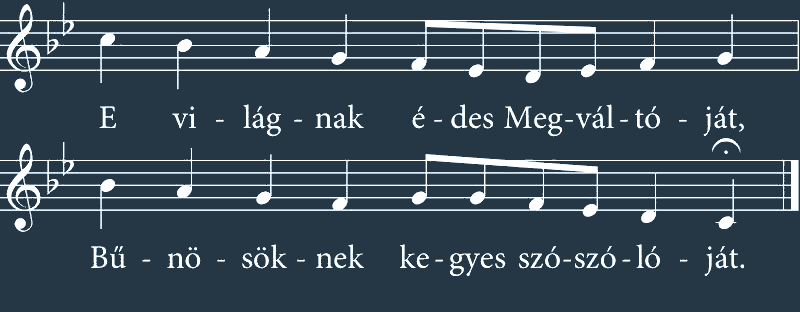 E vi - lág - nak é - des Meg-vál - tó - ját,
Bű - nö - sök - nek ke - gyes szó-szó - ló - ját.